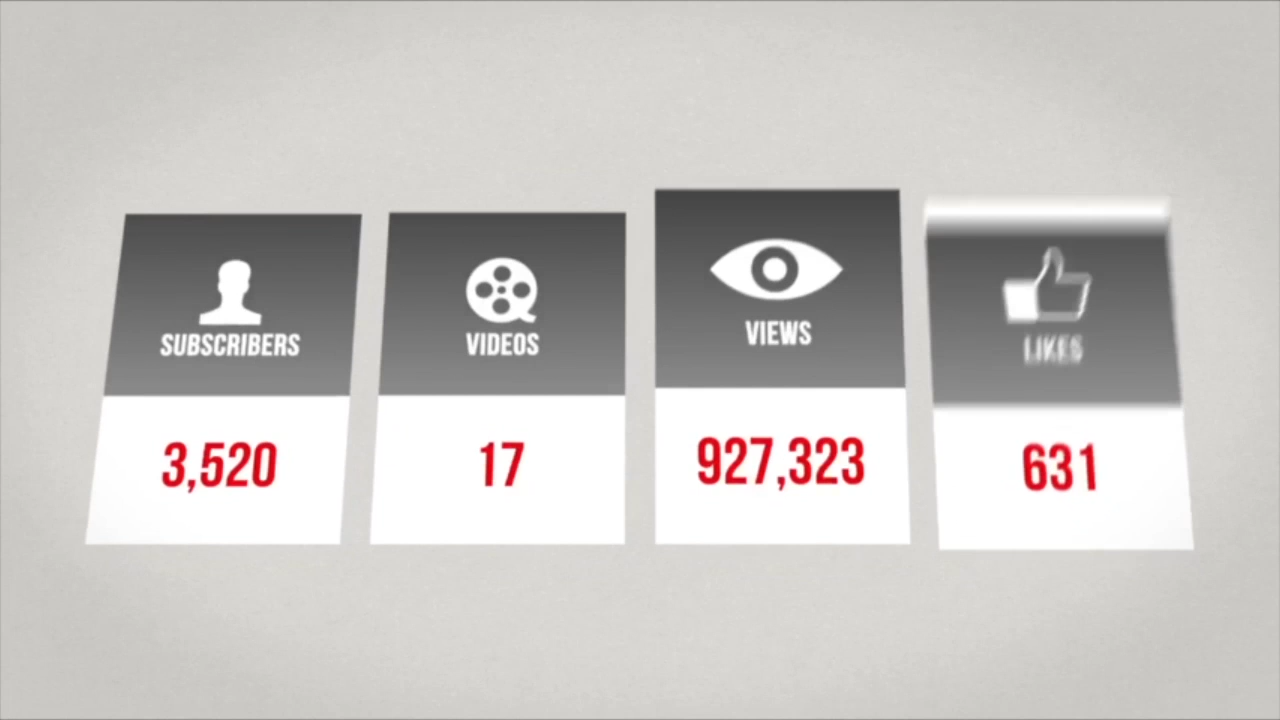 SUBSCRIBERS
3,520
VIDEOS
17
VIEWS
927,323
LIKES
631